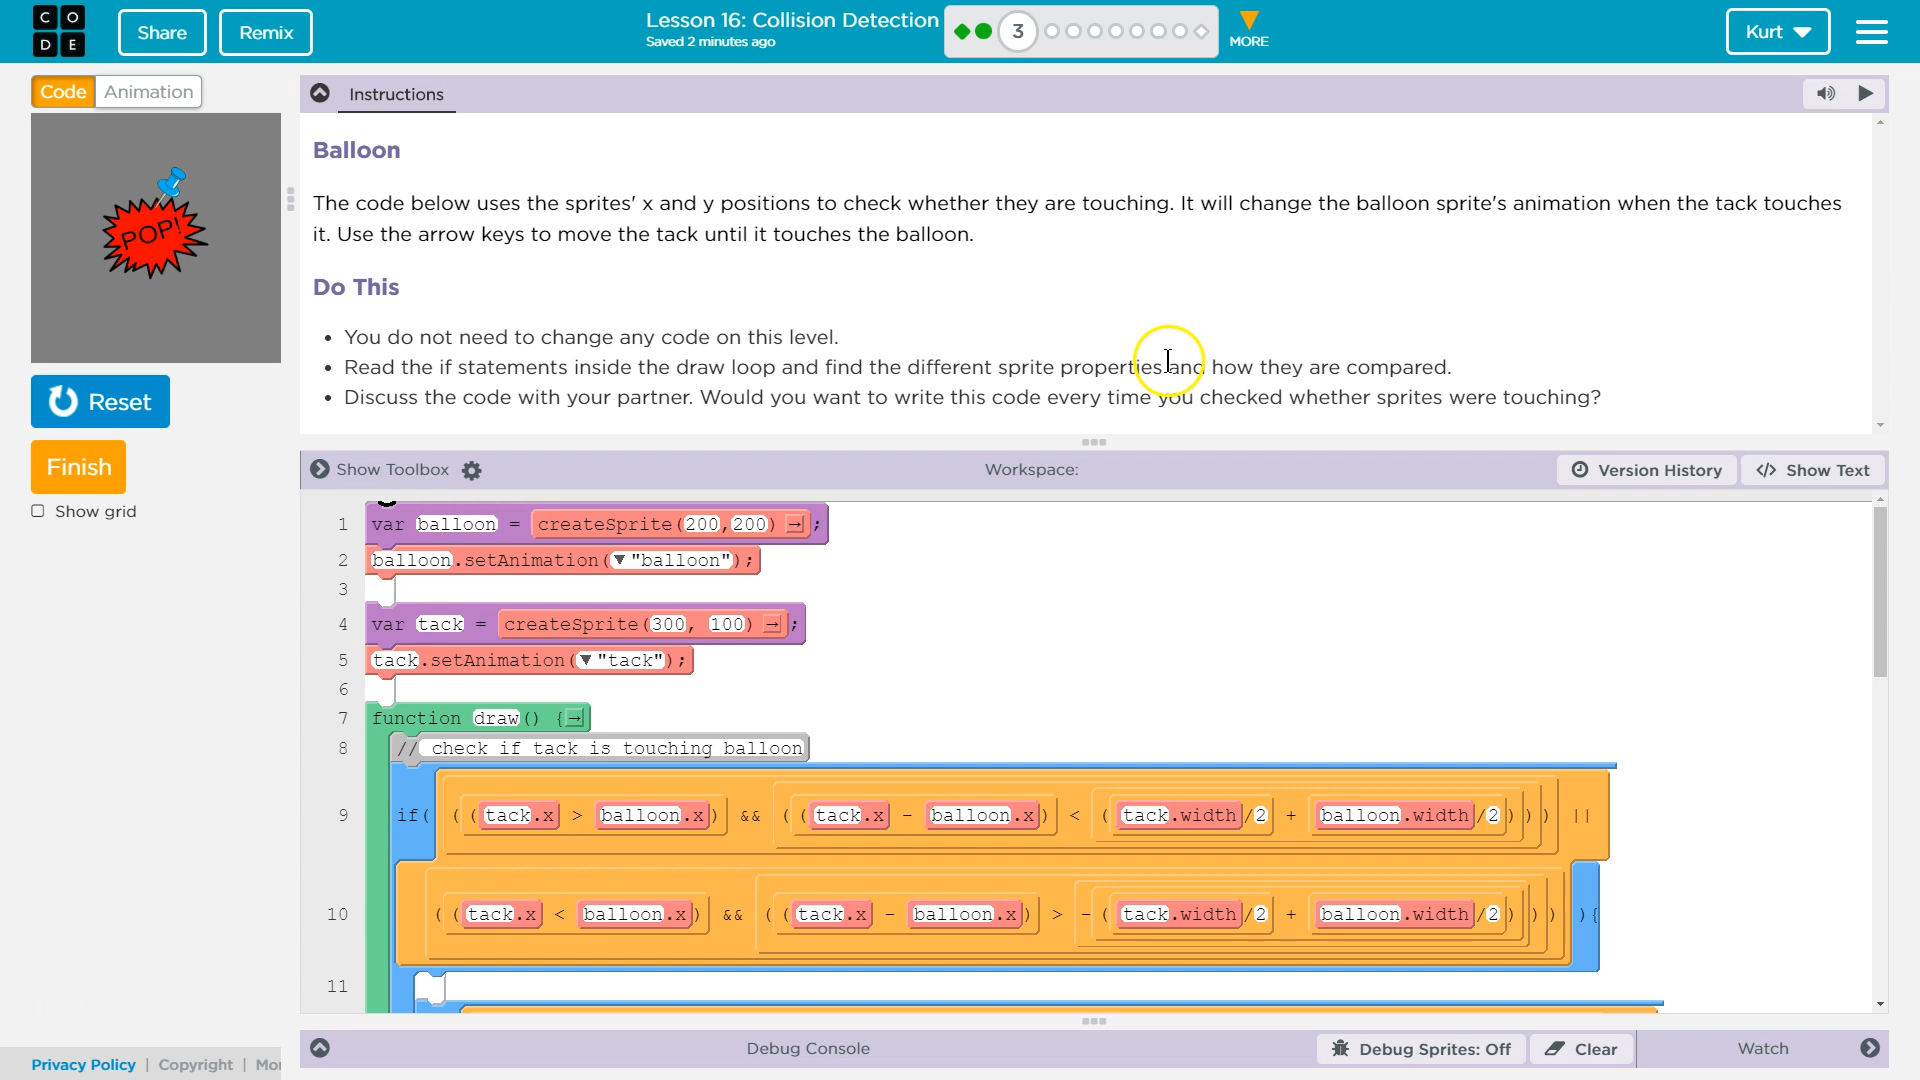 C O
D E
Share
Remix
Lesson 16: Collision Detection
Saved 2 minutes ago
3
MORE
Kurt
Code
Animation
POP!
Reset
Finish
Show grid
Instructions
Balloon
The code below uses the sprites' x and y positions to check whether they are touching. It will change the balloon sprite's animation when the tack touches
it. Use the arrow keys to move the tack until it touches the balloon.
Do This
• You do not need to change any code on this level.
• Read the if statements inside the draw loop and find the different sprite properties and how they are compared.
• Discuss the code with your partner. Would you want to write this code every time you checked whether sprites were touching?
Show Toolbox
Workspace:
Version History
</> Show Text
1 var balloon = createSprite(200,200) → ;
2 balloon.setAnimation(▼ "balloon");
3
4 var tack = createSprite(300, 100) → ;
5 tack.setAnimation(▼ "tack");
6
7 function draw() { →
8 // check if tack is touching balloon
9 if( ((tack.x > balloon.x) && ((tack.x - balloon.x) < (tack.width/2 + balloon.width/2))) ||
10 ((tack.x < balloon.x) && ((tack.x - balloon.x) > -(tack.width/2 + balloon.width/2))) ){
11
Debug Console
Debug Sprites: Off
Clear
Watch
Privacy Policy | Copyright | Mo